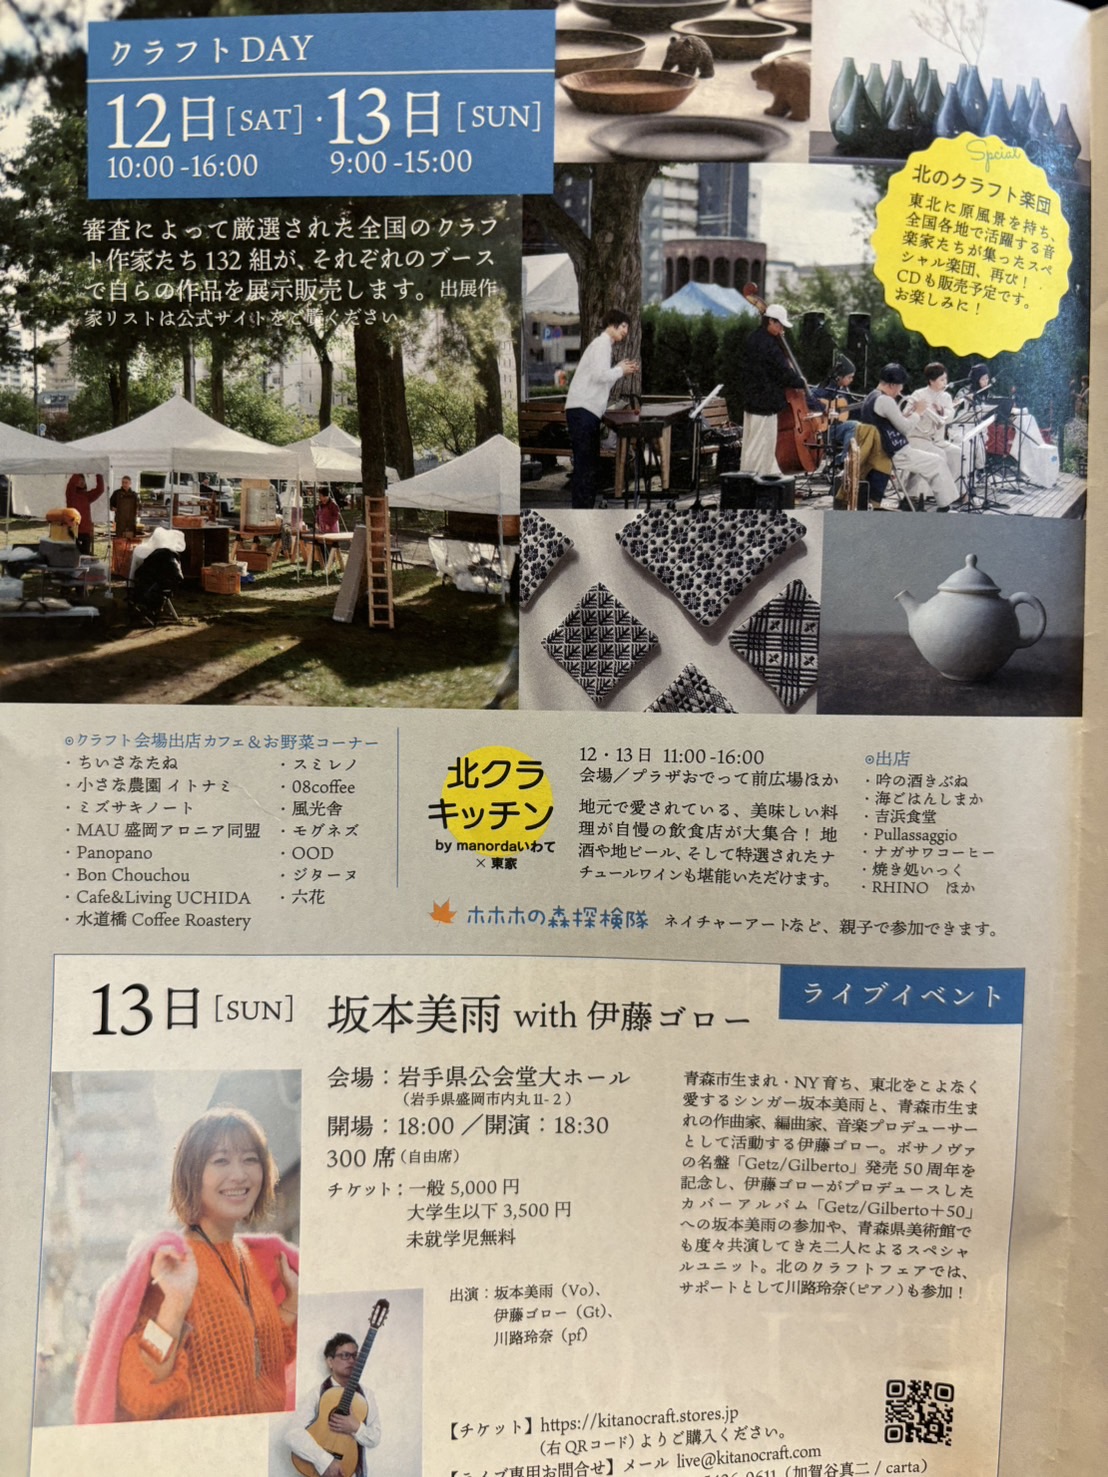 クラフトDAY
12日[SAT]・13日[SUN]
10:00-16:00 9:00-15:00
審査によって厳選された全国のクラフ
ト作家たち132組が、それぞれのブース
で自らの作品を展示販売します。出展作
家リストは公式サイトをご覧ください。
Spcial
北のクラフト楽団
東北に原風景を持ち、
全国各地で活躍する音
楽家たちが集ったスペ
シャル楽団、再び!
CDも販売予定です。
お楽しみに!
◎クラフト会場出店カフェ&お野菜コーナー
・ちいさなたね
・小さな農園 イトナミ
・ミズサキノート
・MAU 盛岡アロニア同盟
・Panopano
・Bon Chouchou
・Cafe&Living UCHIDA
・水道橋 Coffee Roastery
・スミレノ
・08coffee
・風光舎
・モグネズ
・OOD
・ジターヌ
・六花
北クラ
キッチン
by manordaいわて
× 東家
12・13日 11:00-16:00
会場/プラザおでって前広場ほか
地元で愛されている、美味しい料
理が自慢の飲食店が大集合! 地
酒や地ビール、そして特選されたナ
チュールワインも堪能いただけます。
◎出店
・吟の酒きぶね
・海ごはんしまか
・吉浜食堂
・Pullassaggio
・ナガサワコーヒー
・焼き処いっく
・RHINO ほか
ホホホの森探検隊 ネイチャーアートなど、親子で参加できます。
ライブイベント
13日[SUN] 坂本美雨 with 伊藤ゴロー
会場:岩手県公会堂大ホール
(岩手県盛岡市内丸11-2)
開場:18:00/開演:18:30
300席(自由席)
チケット:一般 5,000円
大学生以下 3,500円
未就学児無料
出演:坂本美雨(Vo)、
伊藤ゴロー(Gt)、
川路玲奈(pf)
青森市生まれ・NY育ち、東北をこよなく
愛するシンガー坂本美雨と、青森市生ま
れの作曲家、編曲家、音楽プロデューサー
として活動する伊藤ゴロー。ボサノヴァ
の名盤「Getz/Gilberto」発売50周年を
記念し、伊藤ゴローがプロデュースした
カバーアルバム「Getz/Gilberto+50」
への坂本美雨の参加や、青森県美術館で
も度々共演してきた二人によるスペシャ
ルユニット。北のクラフトフェアでは、
サポートとして川路玲奈(ピアノ)も参加!
【チケット】https://kitanocraft.stores.jp
(右QRコード)よりご購入ください。
【ライブ専用お問合せ】メール live@kitanocraft.com
(加賀谷真二 / carta)